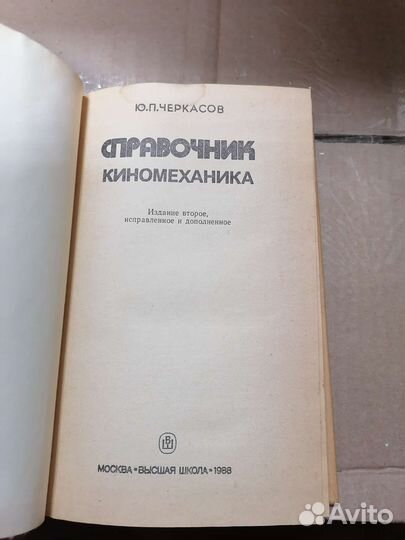 Ю.П.ЧЕРКАСОВ
СПРАВОЧНИК
КИНОМЕХАНИКА
Издание второе,
исправленное и дополненное
МОСКВА «ВЫСШАЯ ШКОЛА» 1988
Avito